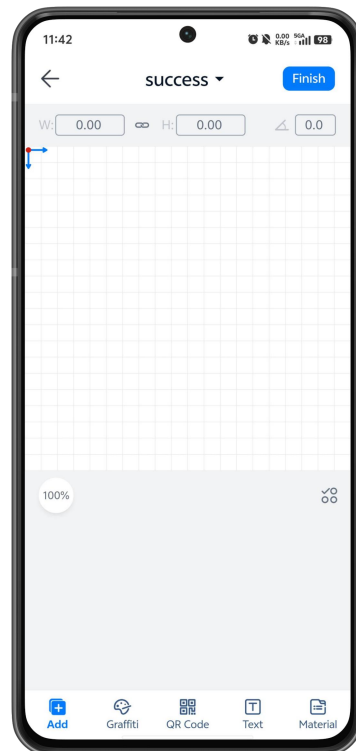 11:42
0.00 KB/s 5GA 98
success
Finish
W: 0.00 H: 0.00 0.0
100%
Add Graffiti QR Code Text Material